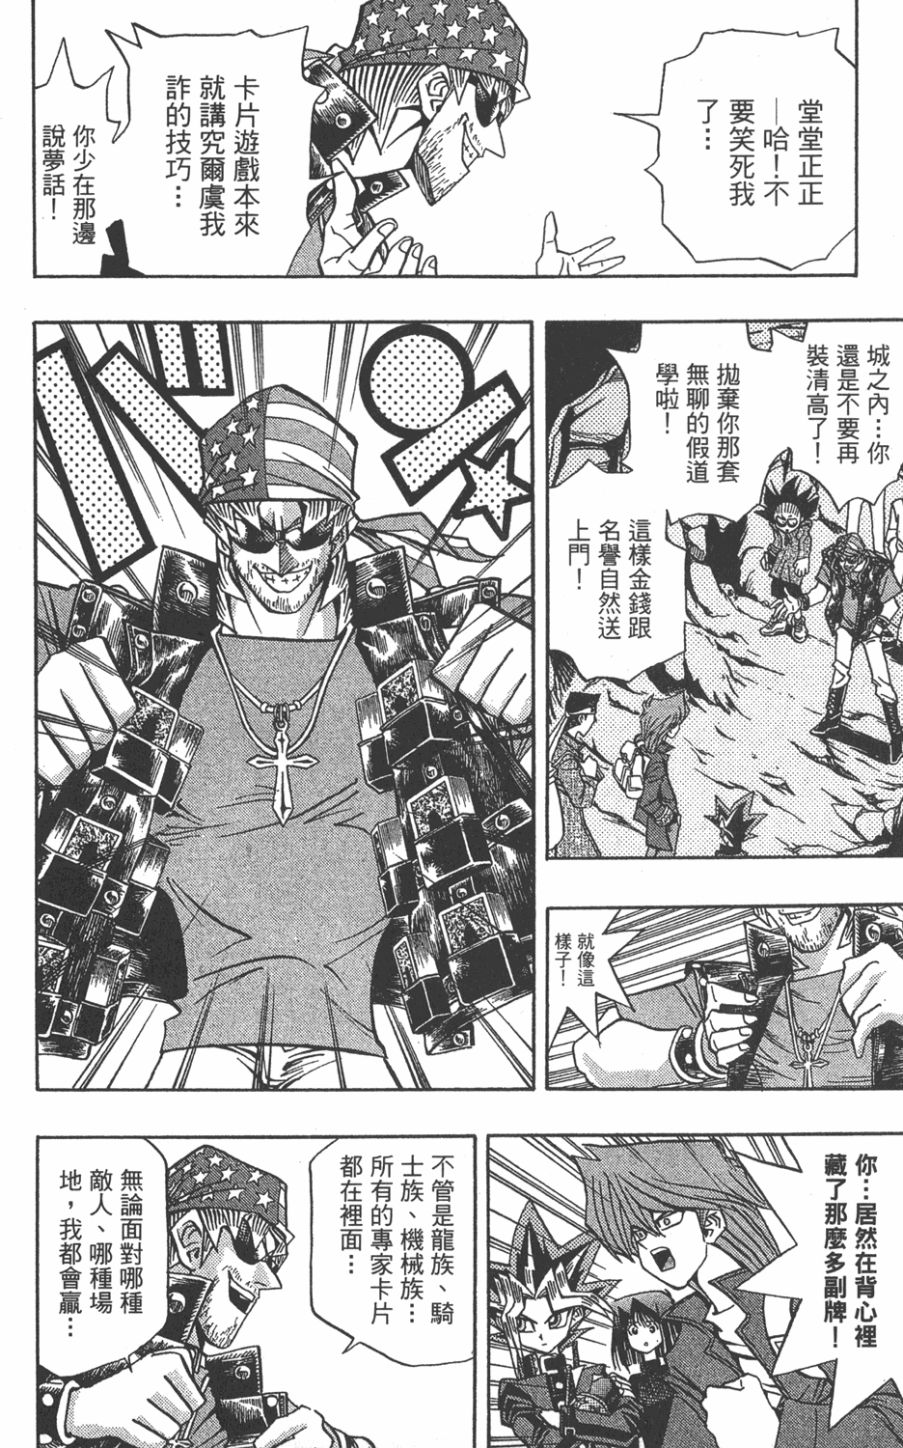 堂堂正正
—哈！不
要笑死我
了…
卡片遊戲本來
就講究爾虞我
詐的技巧…
你少在那邊
說夢話！
城之內…你
還是不要再
裝清高了！
拋棄你那套
無聊的假道
學啦！
這樣金錢跟
名譽自然送
上門！
就像這
樣子！
你…居然在背心裡
藏了那麼多副牌！
不管是龍族、騎
士族、機械族…
所有的專家卡片
都在裡面…
無論面對哪種
敵人、哪種場
地，我都會贏…